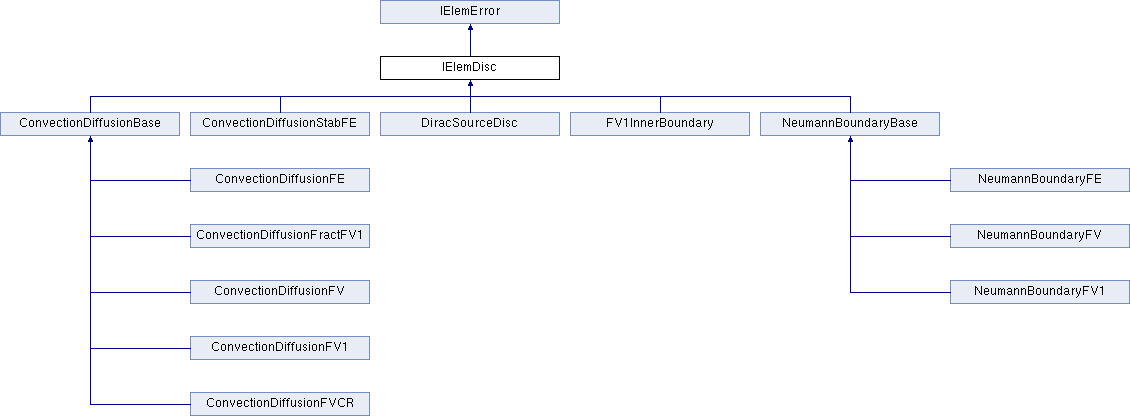 IElemError
IElemDisc
ConvectionDiffusionBase
ConvectionDiffusionStabFE
DiracSourceDisc
FV1InnerBoundary
NeumannBoundaryBase
ConvectionDiffusionFE
NeumannBoundaryFE
ConvectionDiffusionFractFV1
NeumannBoundaryFV
ConvectionDiffusionFV
NeumannBoundaryFV1
ConvectionDiffusionFV1
ConvectionDiffusionFVCR